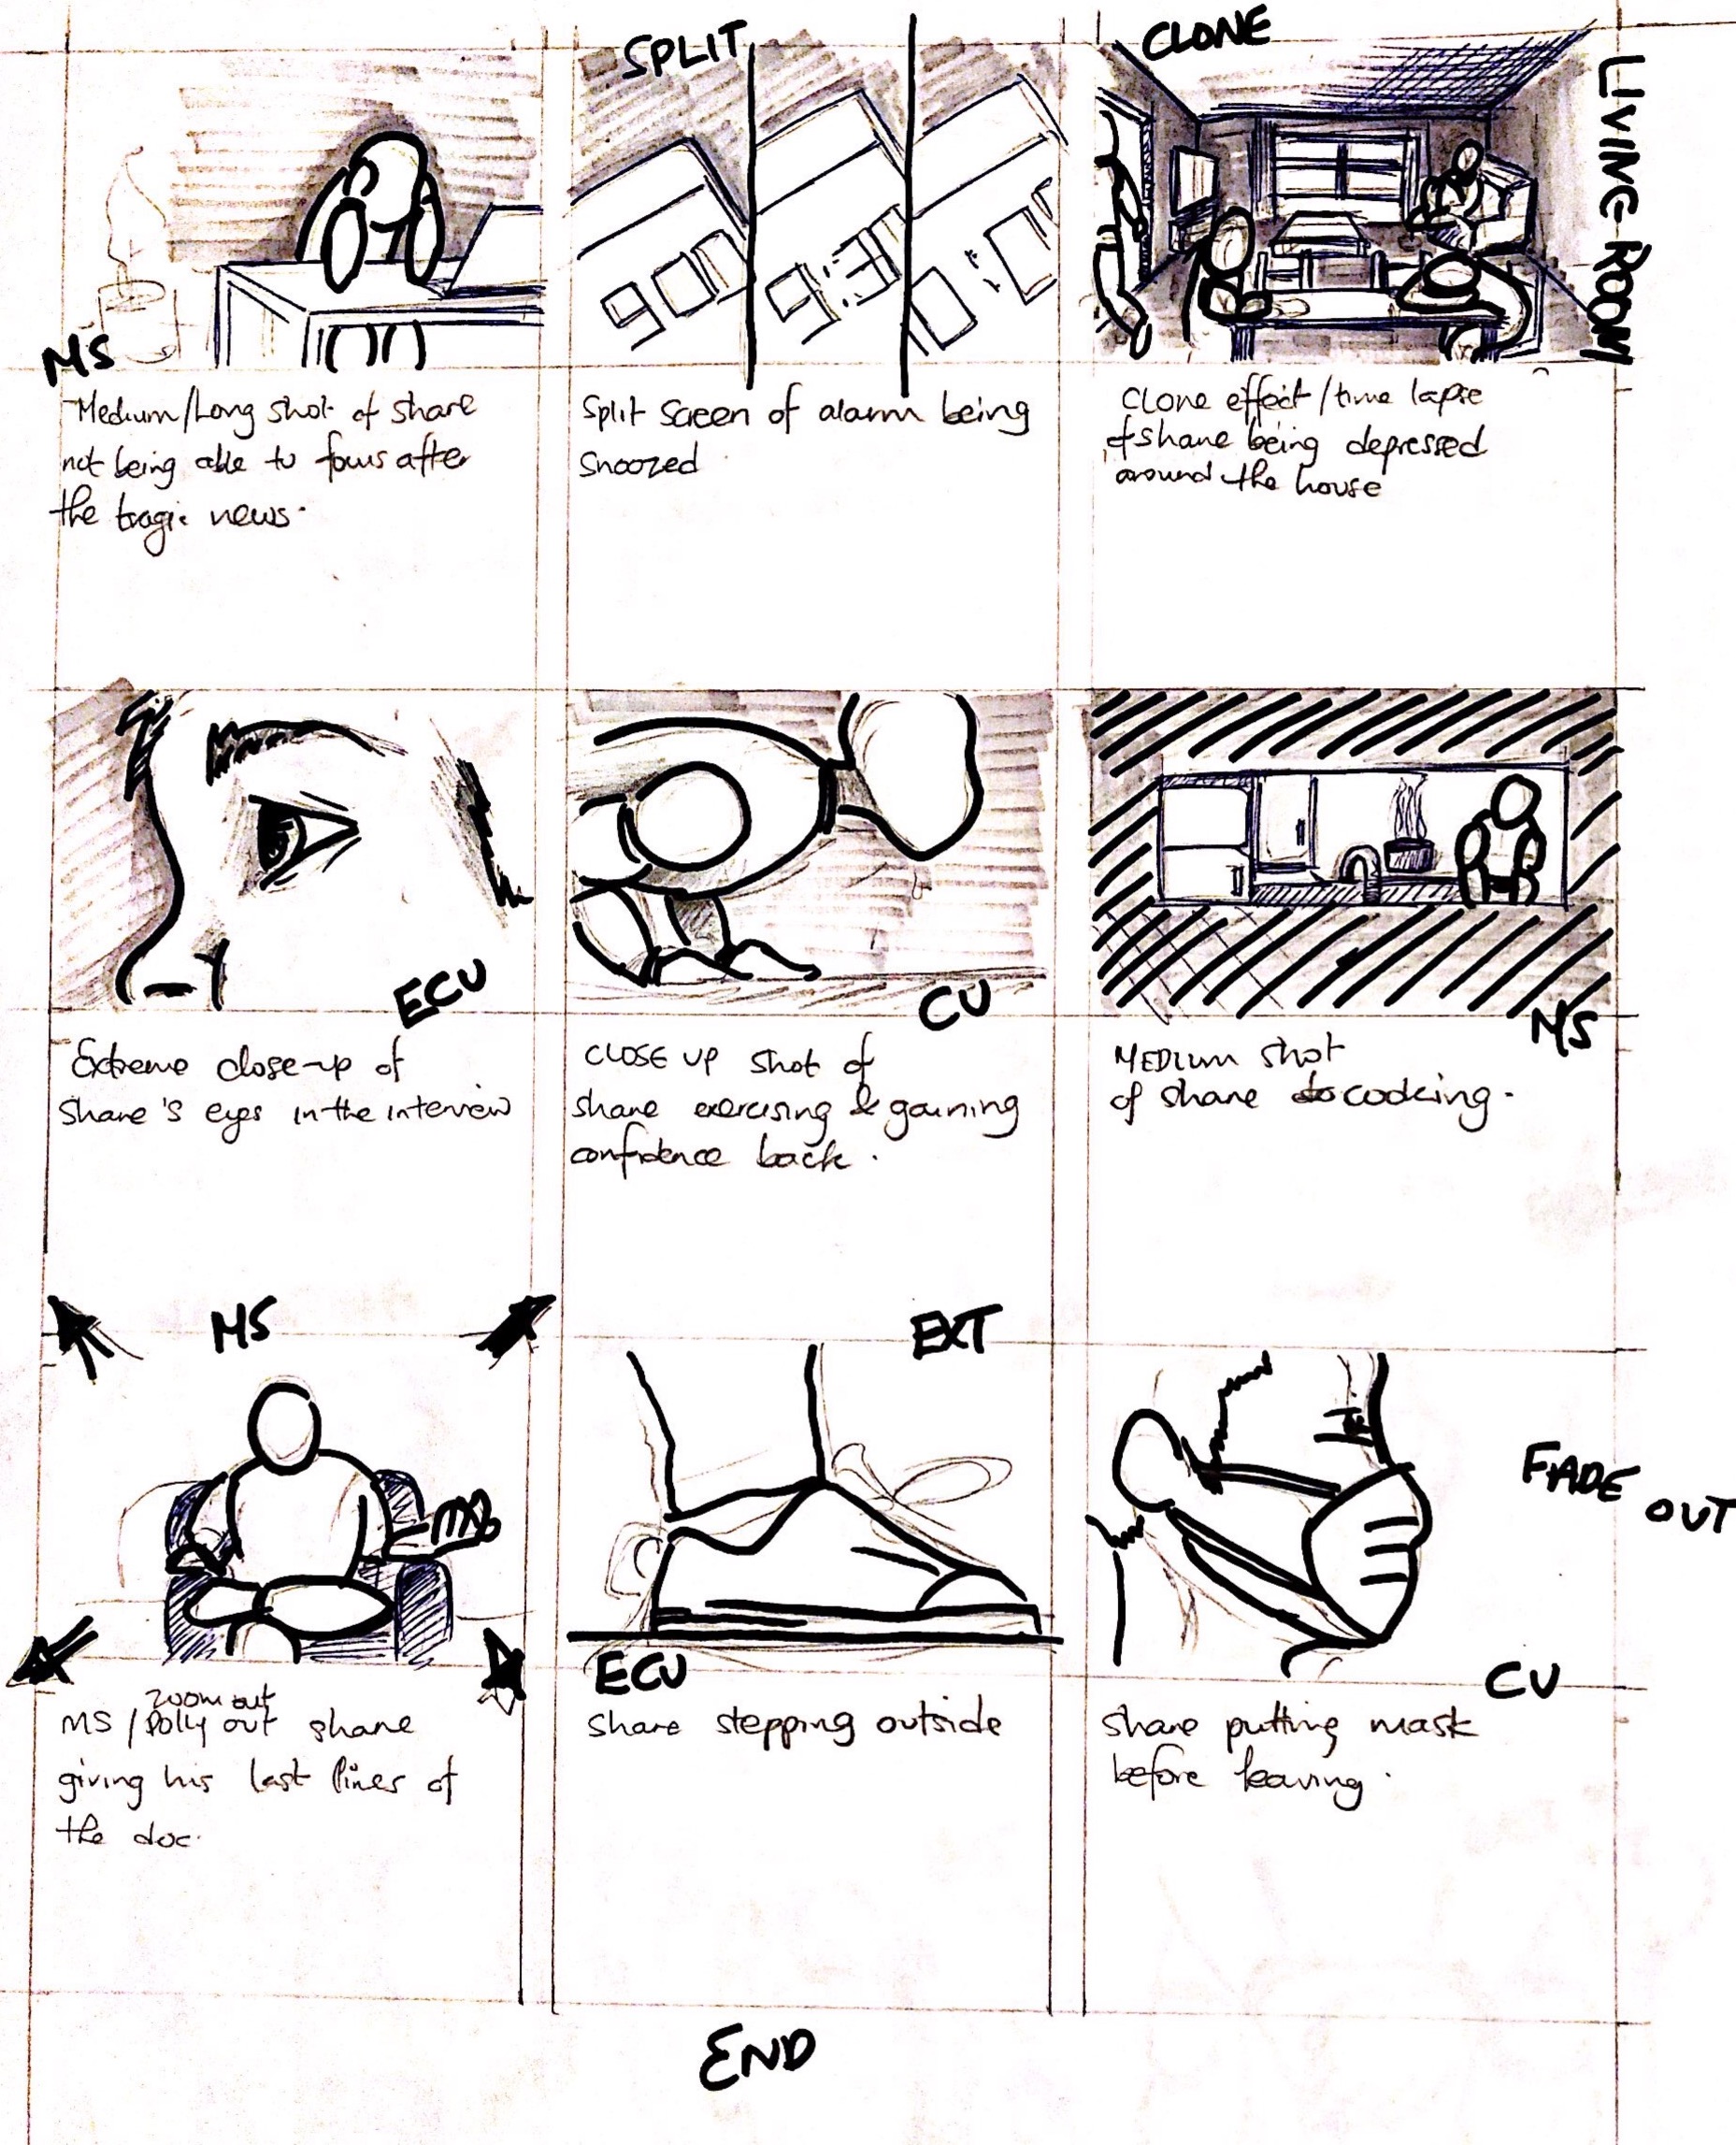 SPLIT
CLONE
LIVING-ROOM
MS
9:00
9:30
Medium/Long shot of shane
not being able to focus after
the tragic news.
Split screen of alarm being
Snoozed
Clone effect/time lapse
of shane being depressed
around the house
ECU
CU
MS
Extreme close-up of
Shane's eyes in the interview
CLOSE UP shot of
shane exercising & gaining
confidence back.
MEDIUM shot
of shane cooking.
MS
EXT
FADE OUT
ECU
CU
zoom out
MS / Dolly out shane
giving his last lines of
the doc.
Shane stepping outside
Shane putting mask
before leaving.
END